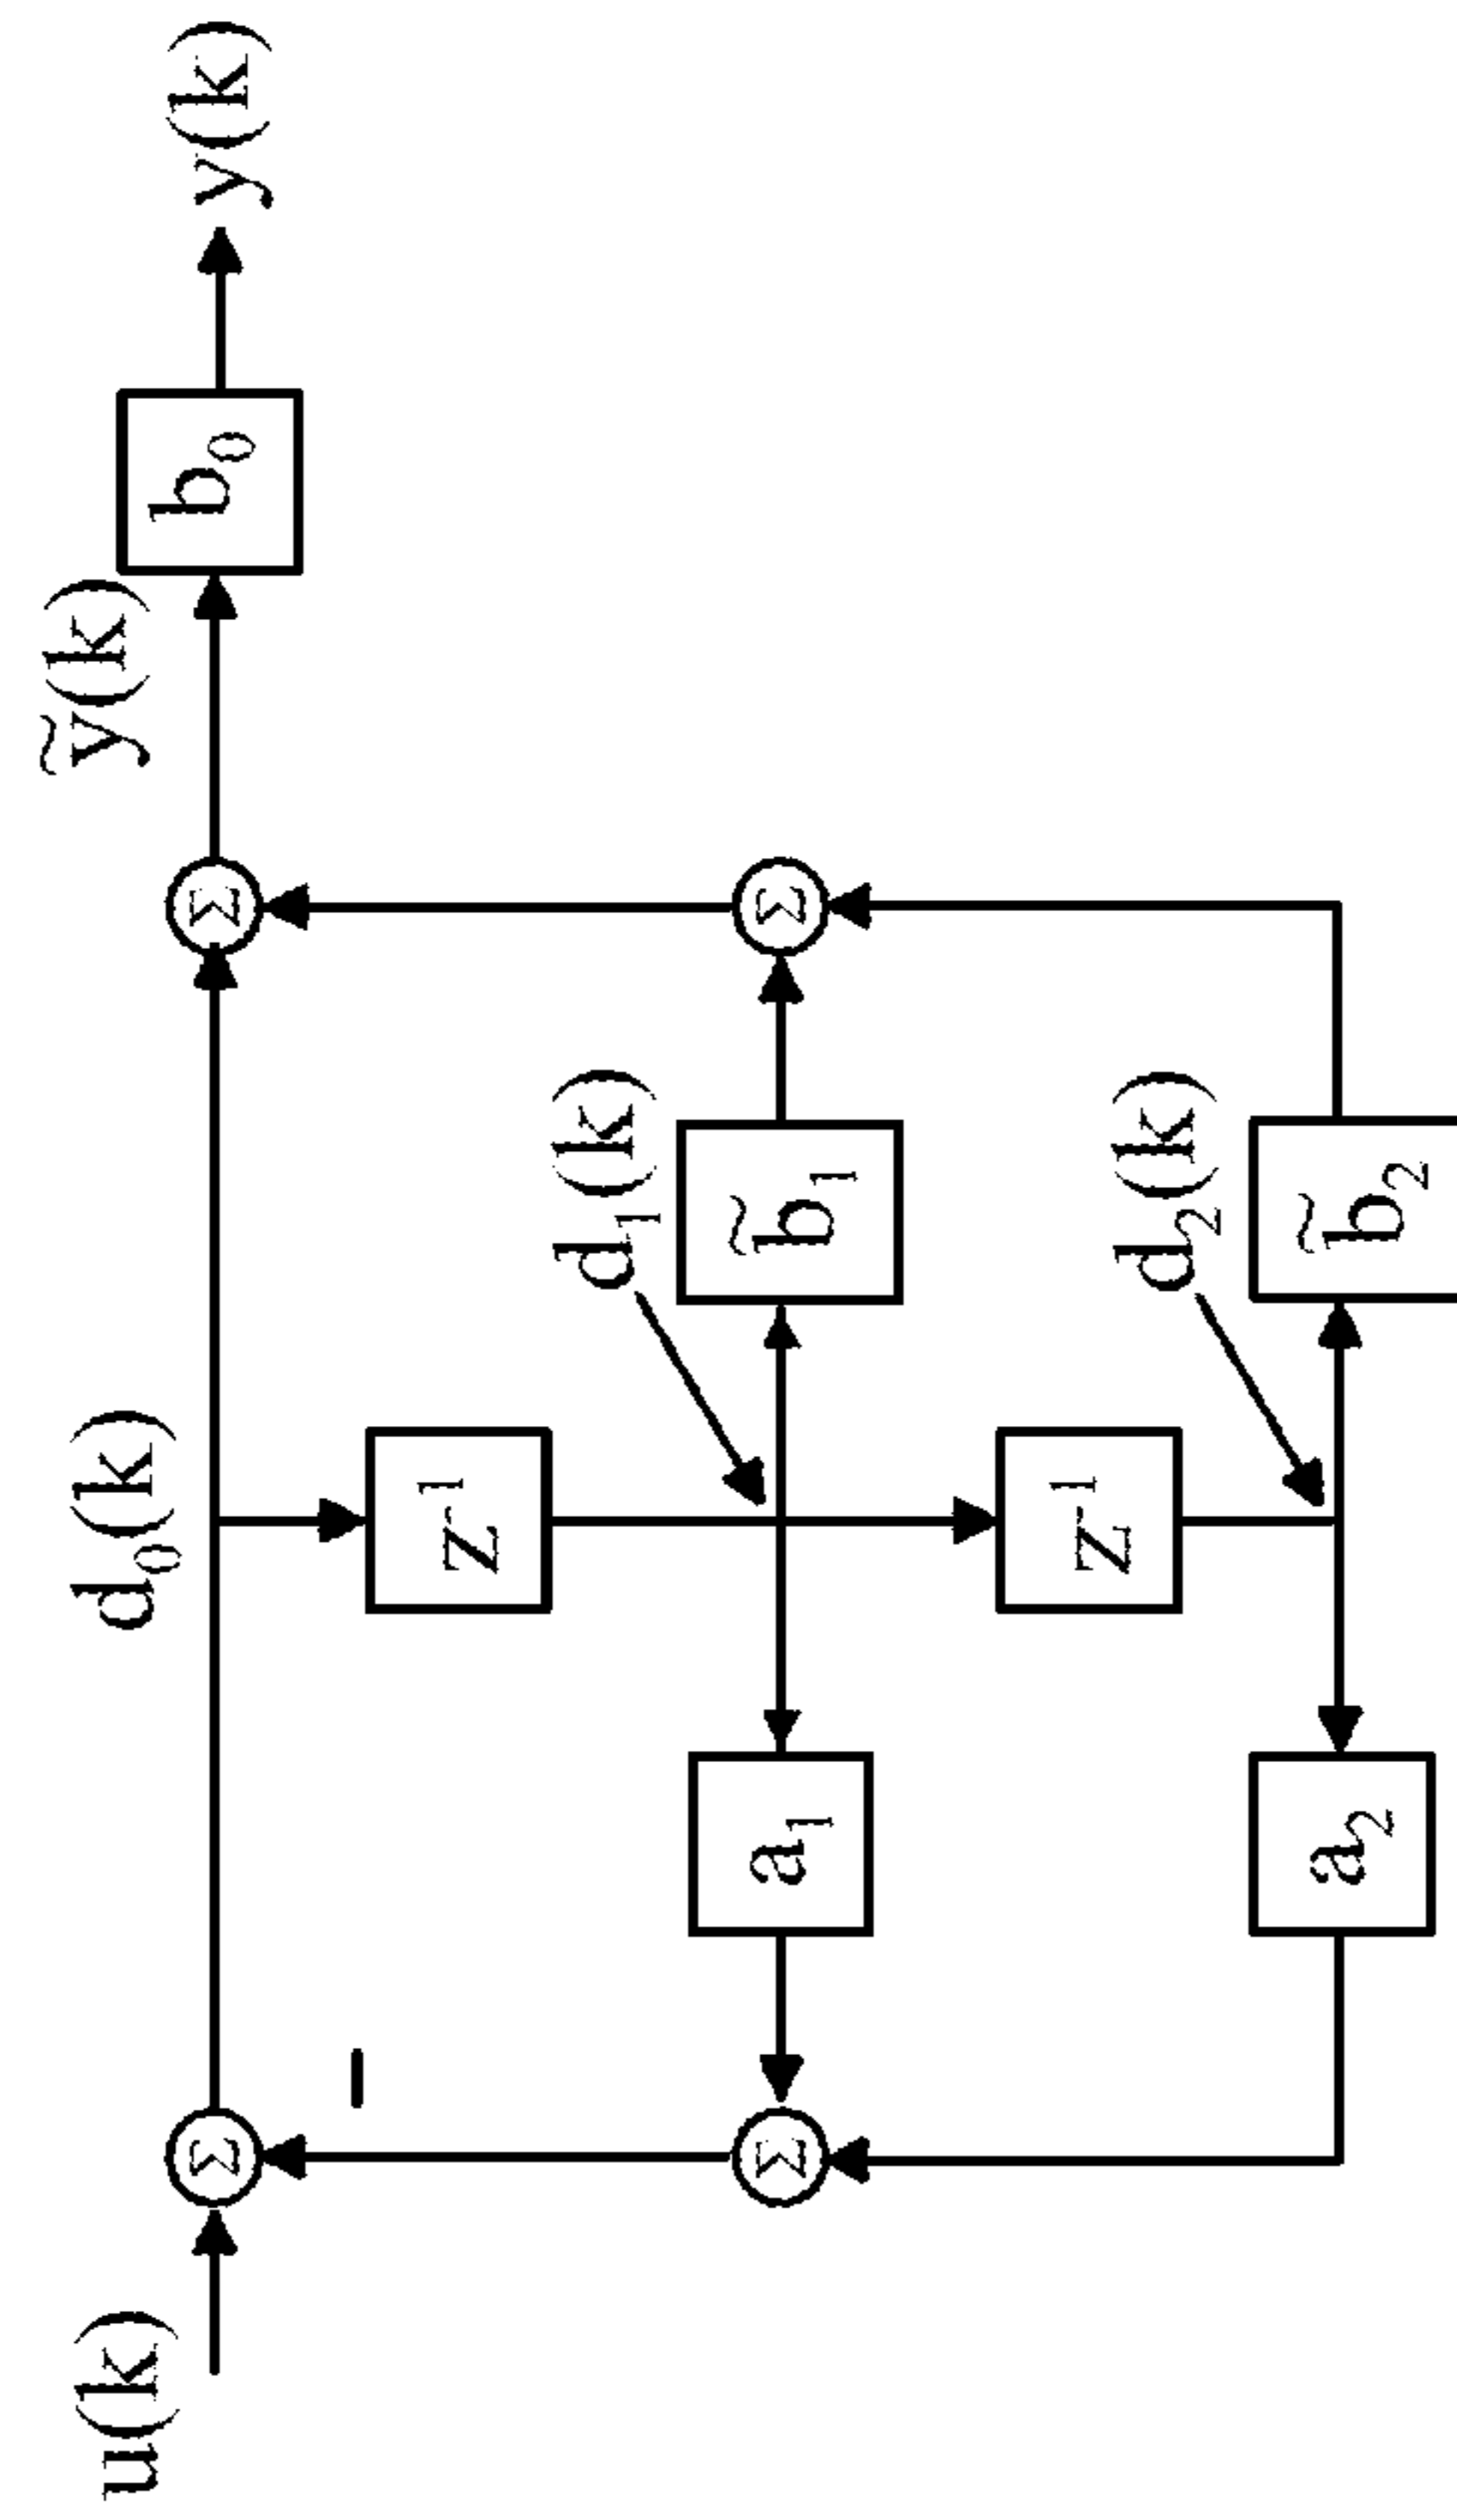 u(k)
d₀(k)
ỹ(k)
y(k)
Σ
Σ
b₀
z⁻¹
d₁(k)
Σ
a₁
b̃₁
Σ
z⁻¹
d₂(k)
a₂
b̃₂
−